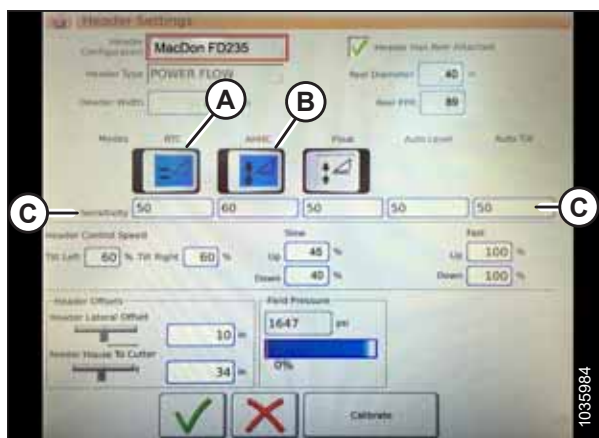 Header Settings
Header Configuration MacDon FD235 Header Has Reel Attached
Header Type POWER FLOW Reel Diameter 40 in
Header Width Reel PPR 89
A B
Modes RTC AHHC Float Auto Level Auto Tilt
C Sensitivity 50 60 50 50 50 C
Header Control Speed Slow Fast
Tilt Left 60 % Tilt Right 60 % Up 45 % Up 100 %
Down 40 % Down 100 %
Header Offsets Field Pressure
Header Lateral Offset 1647 psi
10 in
Feeder House To Cutter 0%
34 in
Calibrate
1035984